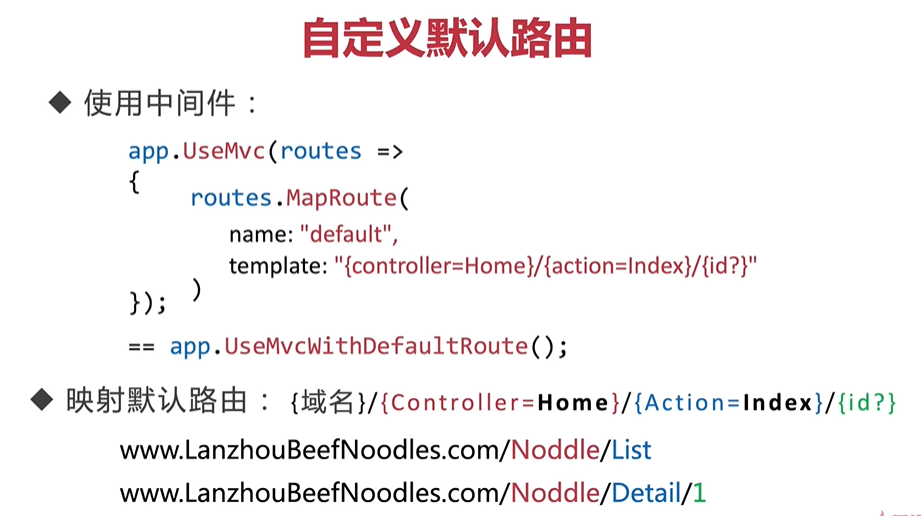 自定义默认路由
◆ 使用中间件：
app.UseMvc(routes =>
{
routes.MapRoute(
name: "default",
template: "{controller=Home}/{action=Index}/{id?}"
)
});
== app.UseMvcWithDefaultRoute();
◆ 映射默认路由：{域名}/{Controller=Home}/{Action=Index}/{id?}
www.LanzhouBeefNoodles.com/Noddle/List
www.LanzhouBeefNoodles.com/Noddle/Detail/1